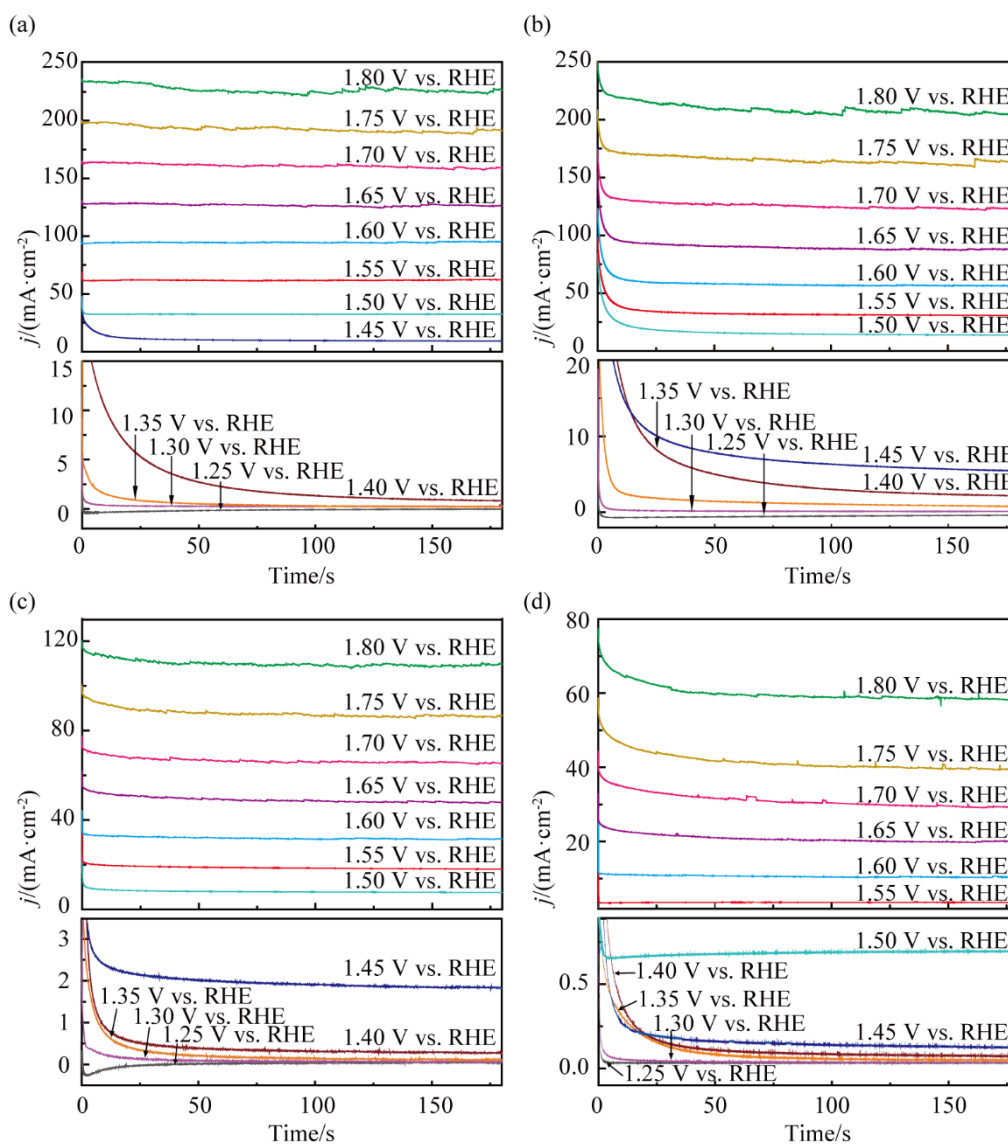 (a)
250
200
150
100
50
0
j/(mA·cm⁻²)
1.80 V vs. RHE
1.75 V vs. RHE
1.70 V vs. RHE
1.65 V vs. RHE
1.60 V vs. RHE
1.55 V vs. RHE
1.50 V vs. RHE
1.45 V vs. RHE
15
10
5
0
1.35 V vs. RHE
1.30 V vs. RHE
1.25 V vs. RHE
1.40 V vs. RHE
0 50 100 150
Time/s
(b)
250
200
150
100
50
0
j/(mA·cm⁻²)
1.80 V vs. RHE
1.75 V vs. RHE
1.70 V vs. RHE
1.65 V vs. RHE
1.60 V vs. RHE
1.55 V vs. RHE
1.50 V vs. RHE
20
10
0
1.35 V vs. RHE
1.30 V vs. RHE
1.25 V vs. RHE
1.45 V vs. RHE
1.40 V vs. RHE
0 50 100 150
Time/s
(c)
120
80
40
0
j/(mA·cm⁻²)
1.80 V vs. RHE
1.75 V vs. RHE
1.70 V vs. RHE
1.65 V vs. RHE
1.60 V vs. RHE
1.55 V vs. RHE
1.50 V vs. RHE
3
2
1
0
1.45 V vs. RHE
1.35 V vs. RHE
1.30 V vs. RHE
1.25 V vs. RHE
1.40 V vs. RHE
0 50 100 150
Time/s
(d)
80
60
40
20
j/(mA·cm⁻²)
1.80 V vs. RHE
1.75 V vs. RHE
1.70 V vs. RHE
1.65 V vs. RHE
1.60 V vs. RHE
1.55 V vs. RHE
0.5
0.0
1.50 V vs. RHE
1.40 V vs. RHE
1.35 V vs. RHE
1.30 V vs. RHE
1.45 V vs. RHE
1.25 V vs. RHE
0 50 100 150
Time/s